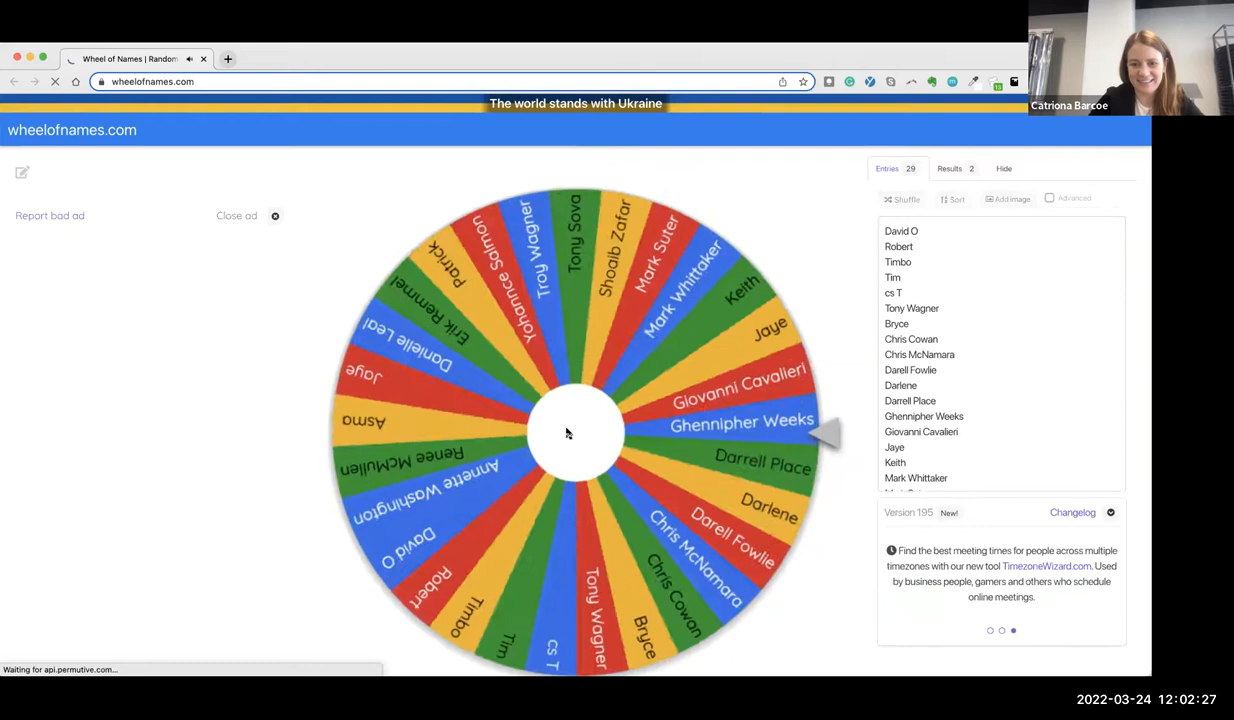 Wheel of Names | Random
wheelofnames.com
The world stands with Ukraine
Catriona Barcoe
wheelofnames.com
Report bad ad
Close ad
Entries 29
Results 2
Hide
Shuffle
Sort
Add image
Advanced
David O
Robert
Timbo
Tim
cs T
Tony Wagner
Bryce
Chris Cowan
Chris McNamara
Darell Fowlie
Darlene
Darrell Place
Ghennipher Weeks
Giovanni Cavalieri
Jaye
Keith
Mark Whittaker
Tony Sova
Shoaib Zafar
Mark Suter
Mark Whittaker
Keith
Jaye
Giovanni Cavalieri
Ghennipher Weeks
Darrell Place
Darlene
Darell Fowlie
Chris McNamara
Chris Cowan
Bryce
Tony Wagner
cs T
Tim
Timbo
Robert
David O
Annette Washington
Renee McMullen
Asma
Jaye
Danielle Leal
Erik Remmel
Patrick
Yohannce Salmon
Troy Wagner
Version 195 New!
Changelog
Find the best meeting times for people across multiple
timezones with our new tool TimezoneWizard.com. Used
by business people, gamers and others who schedule
online meetings.
Waiting for api.permutive.com...
2022-03-24 12:02:27